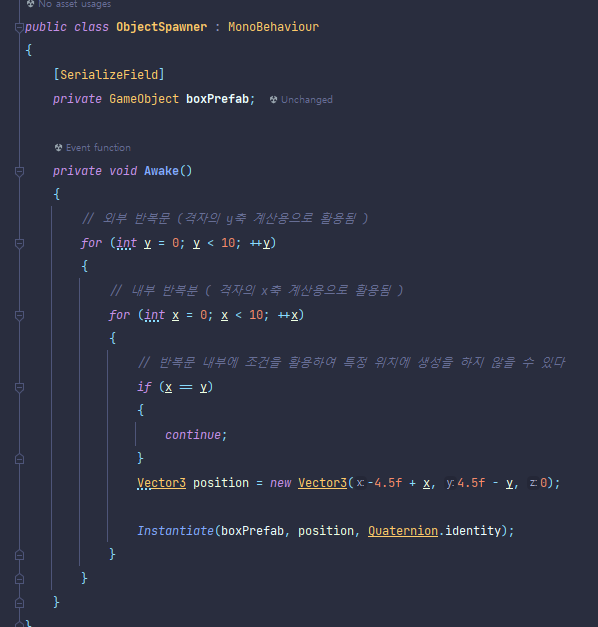 No asset usages
public class ObjectSpawner : MonoBehaviour
{
[SerializeField]
private GameObject boxPrefab; Unchanged
Event function
private void Awake()
{
// 외부 반복문 (격자의 y축 계산용으로 활용됨 )
for (int y = 0; y < 10; ++y)
{
// 내부 반복분 ( 격자의 x축 계산용으로 활용됨 )
for (int x = 0; x < 10; ++x)
{
// 반복문 내부에 조건들 활용하여 특정 위치에 생성을 하지 않을 수 있다
if (x == y)
{
continue;
}
Vector3 position = new Vector3(x:-4.5f + x, y:4.5f - y, z:0);
Instantiate(boxPrefab, position, Quaternion.identity);
}
}
}
}